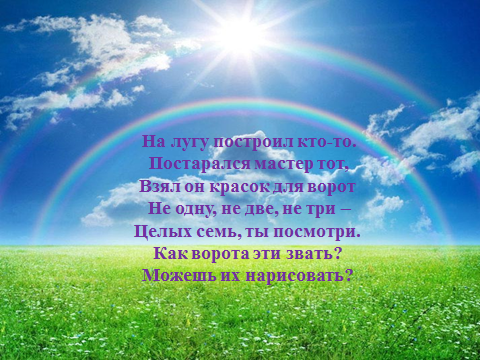 На лугу построил кто-то.
Постарался мастер тот,
Взял он красок для ворот
Не одну, не две, не три –
Целых семь, ты посмотри.
Как ворота эти звать?
Можешь их нарисовать?